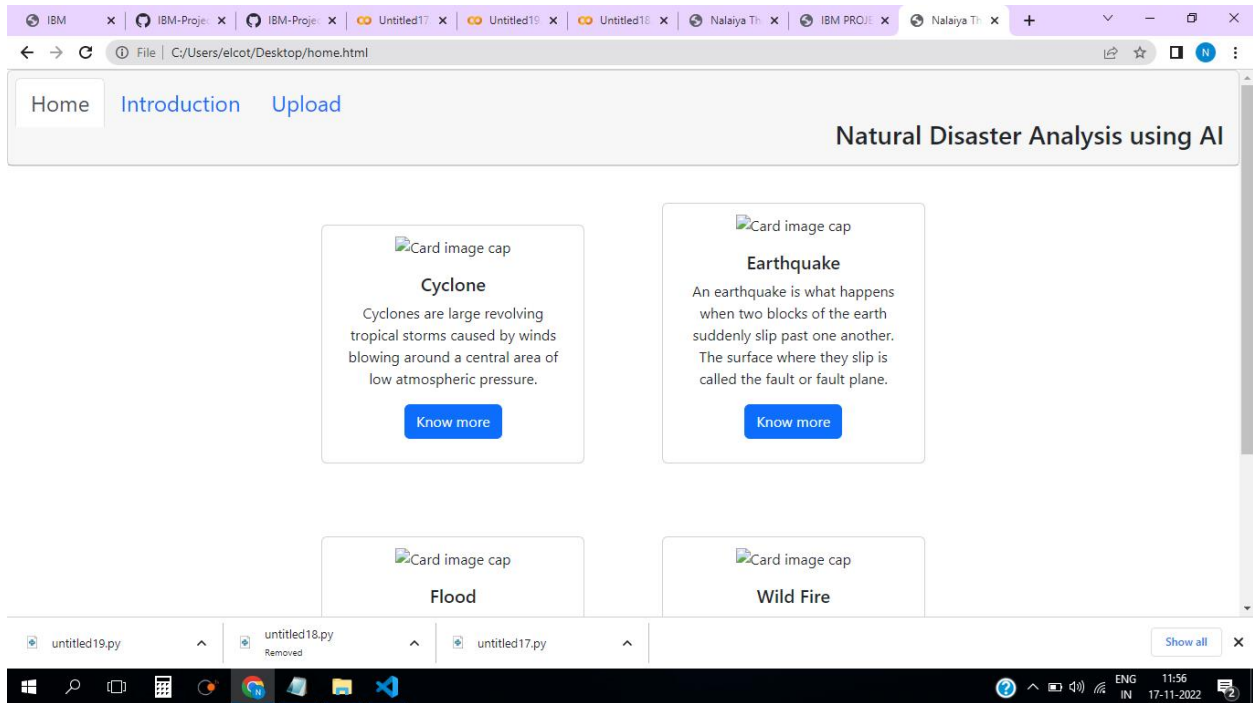 IBM
IBM-Projec
IBM-Projec
Untitled17
Untitled19
Untitled18
Nalaiya Th
IBM PROJE
Nalaiya Th
File | C:/Users/elcot/Desktop/home.html
N
Home Introduction Upload
Natural Disaster Analysis using AI
Card image cap
Cyclone
Cyclones are large revolving
tropical storms caused by winds
blowing around a central area of
low atmospheric pressure.
Know more
Card image cap
Earthquake
An earthquake is what happens
when two blocks of the earth
suddenly slip past one another.
The surface where they slip is
called the fault or fault plane.
Know more
Card image cap
Flood
Card image cap
Wild Fire
untitled19.py
untitled18.py
Removed
untitled17.py
Show all
ENG
IN
11:56
17-11-2022
2